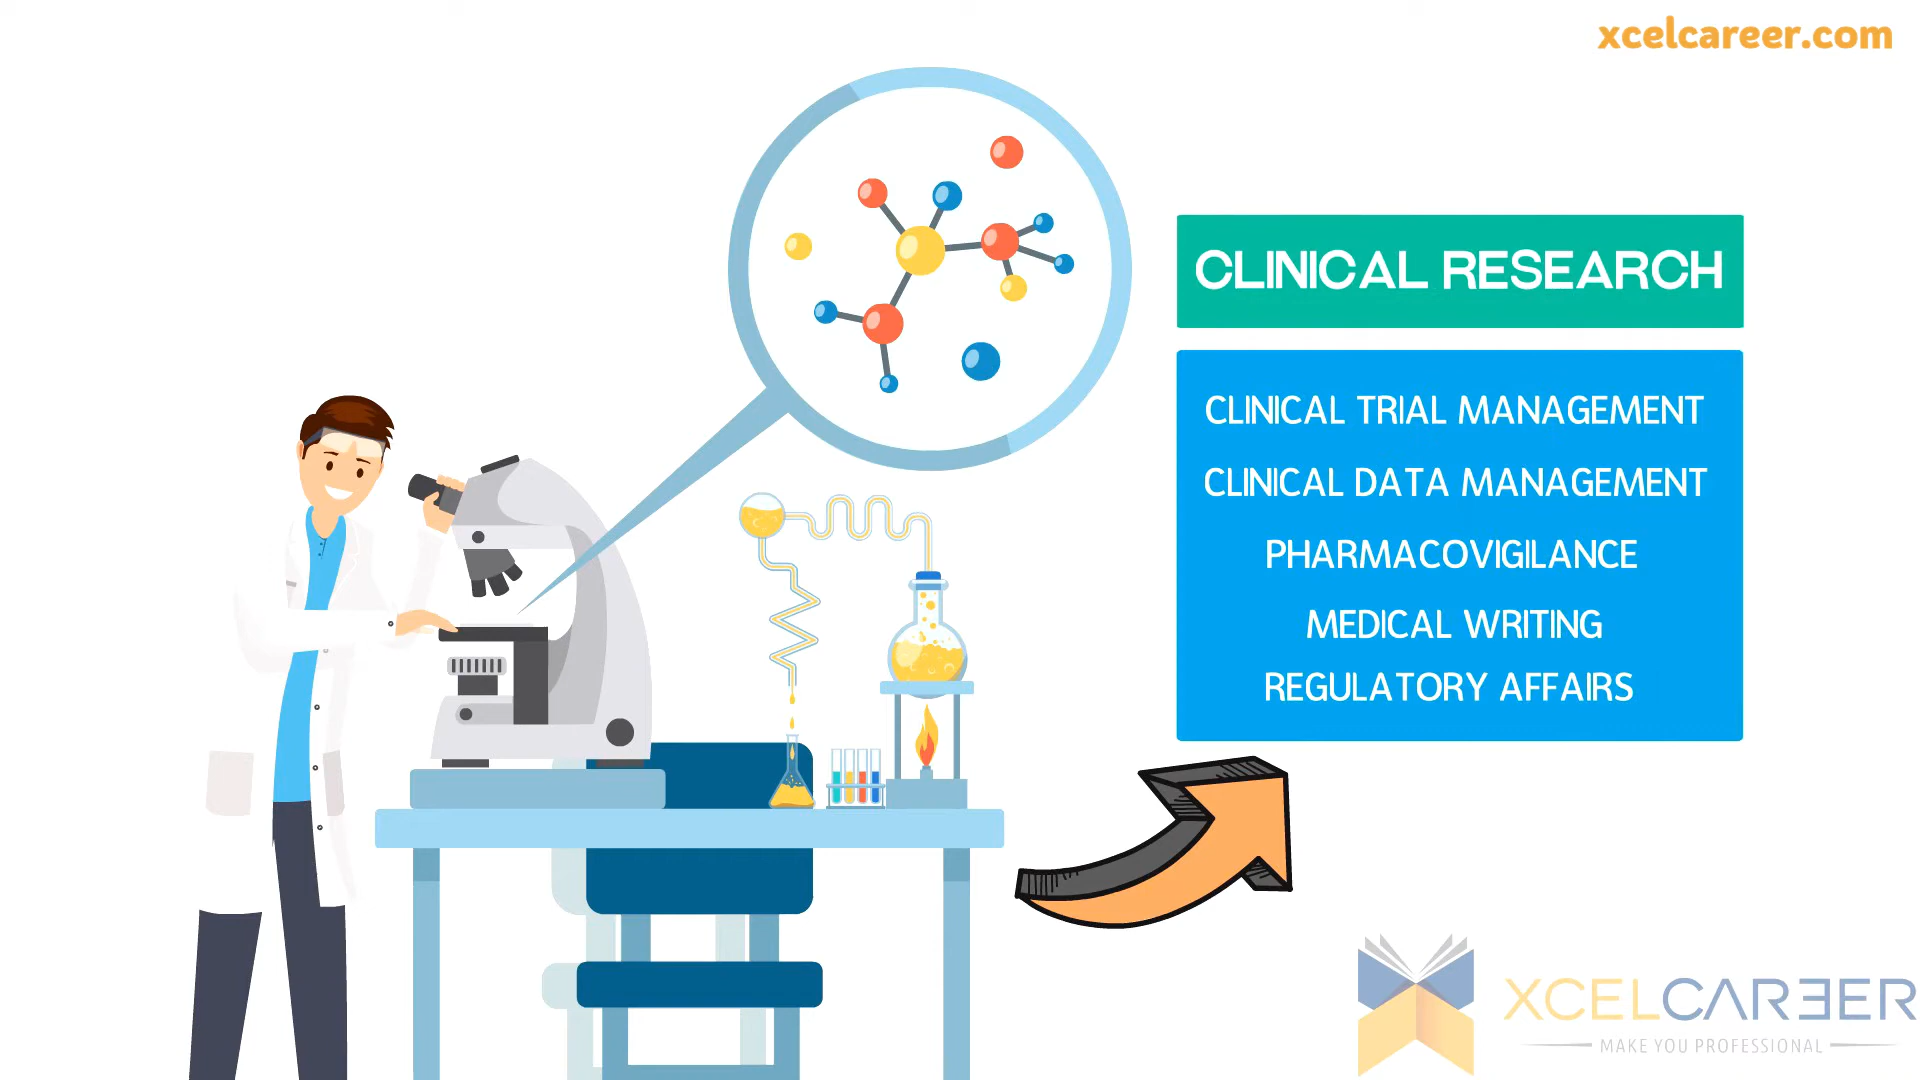 xcelcareer.com
CLINICAL RESEARCH
CLINICAL TRIAL MANAGEMENT
CLINICAL DATA MANAGEMENT
PHARMACOVIGILANCE
MEDICAL WRITING
REGULATORY AFFAIRS
XCELCAREER
MAKE YOU PROFESSIONAL